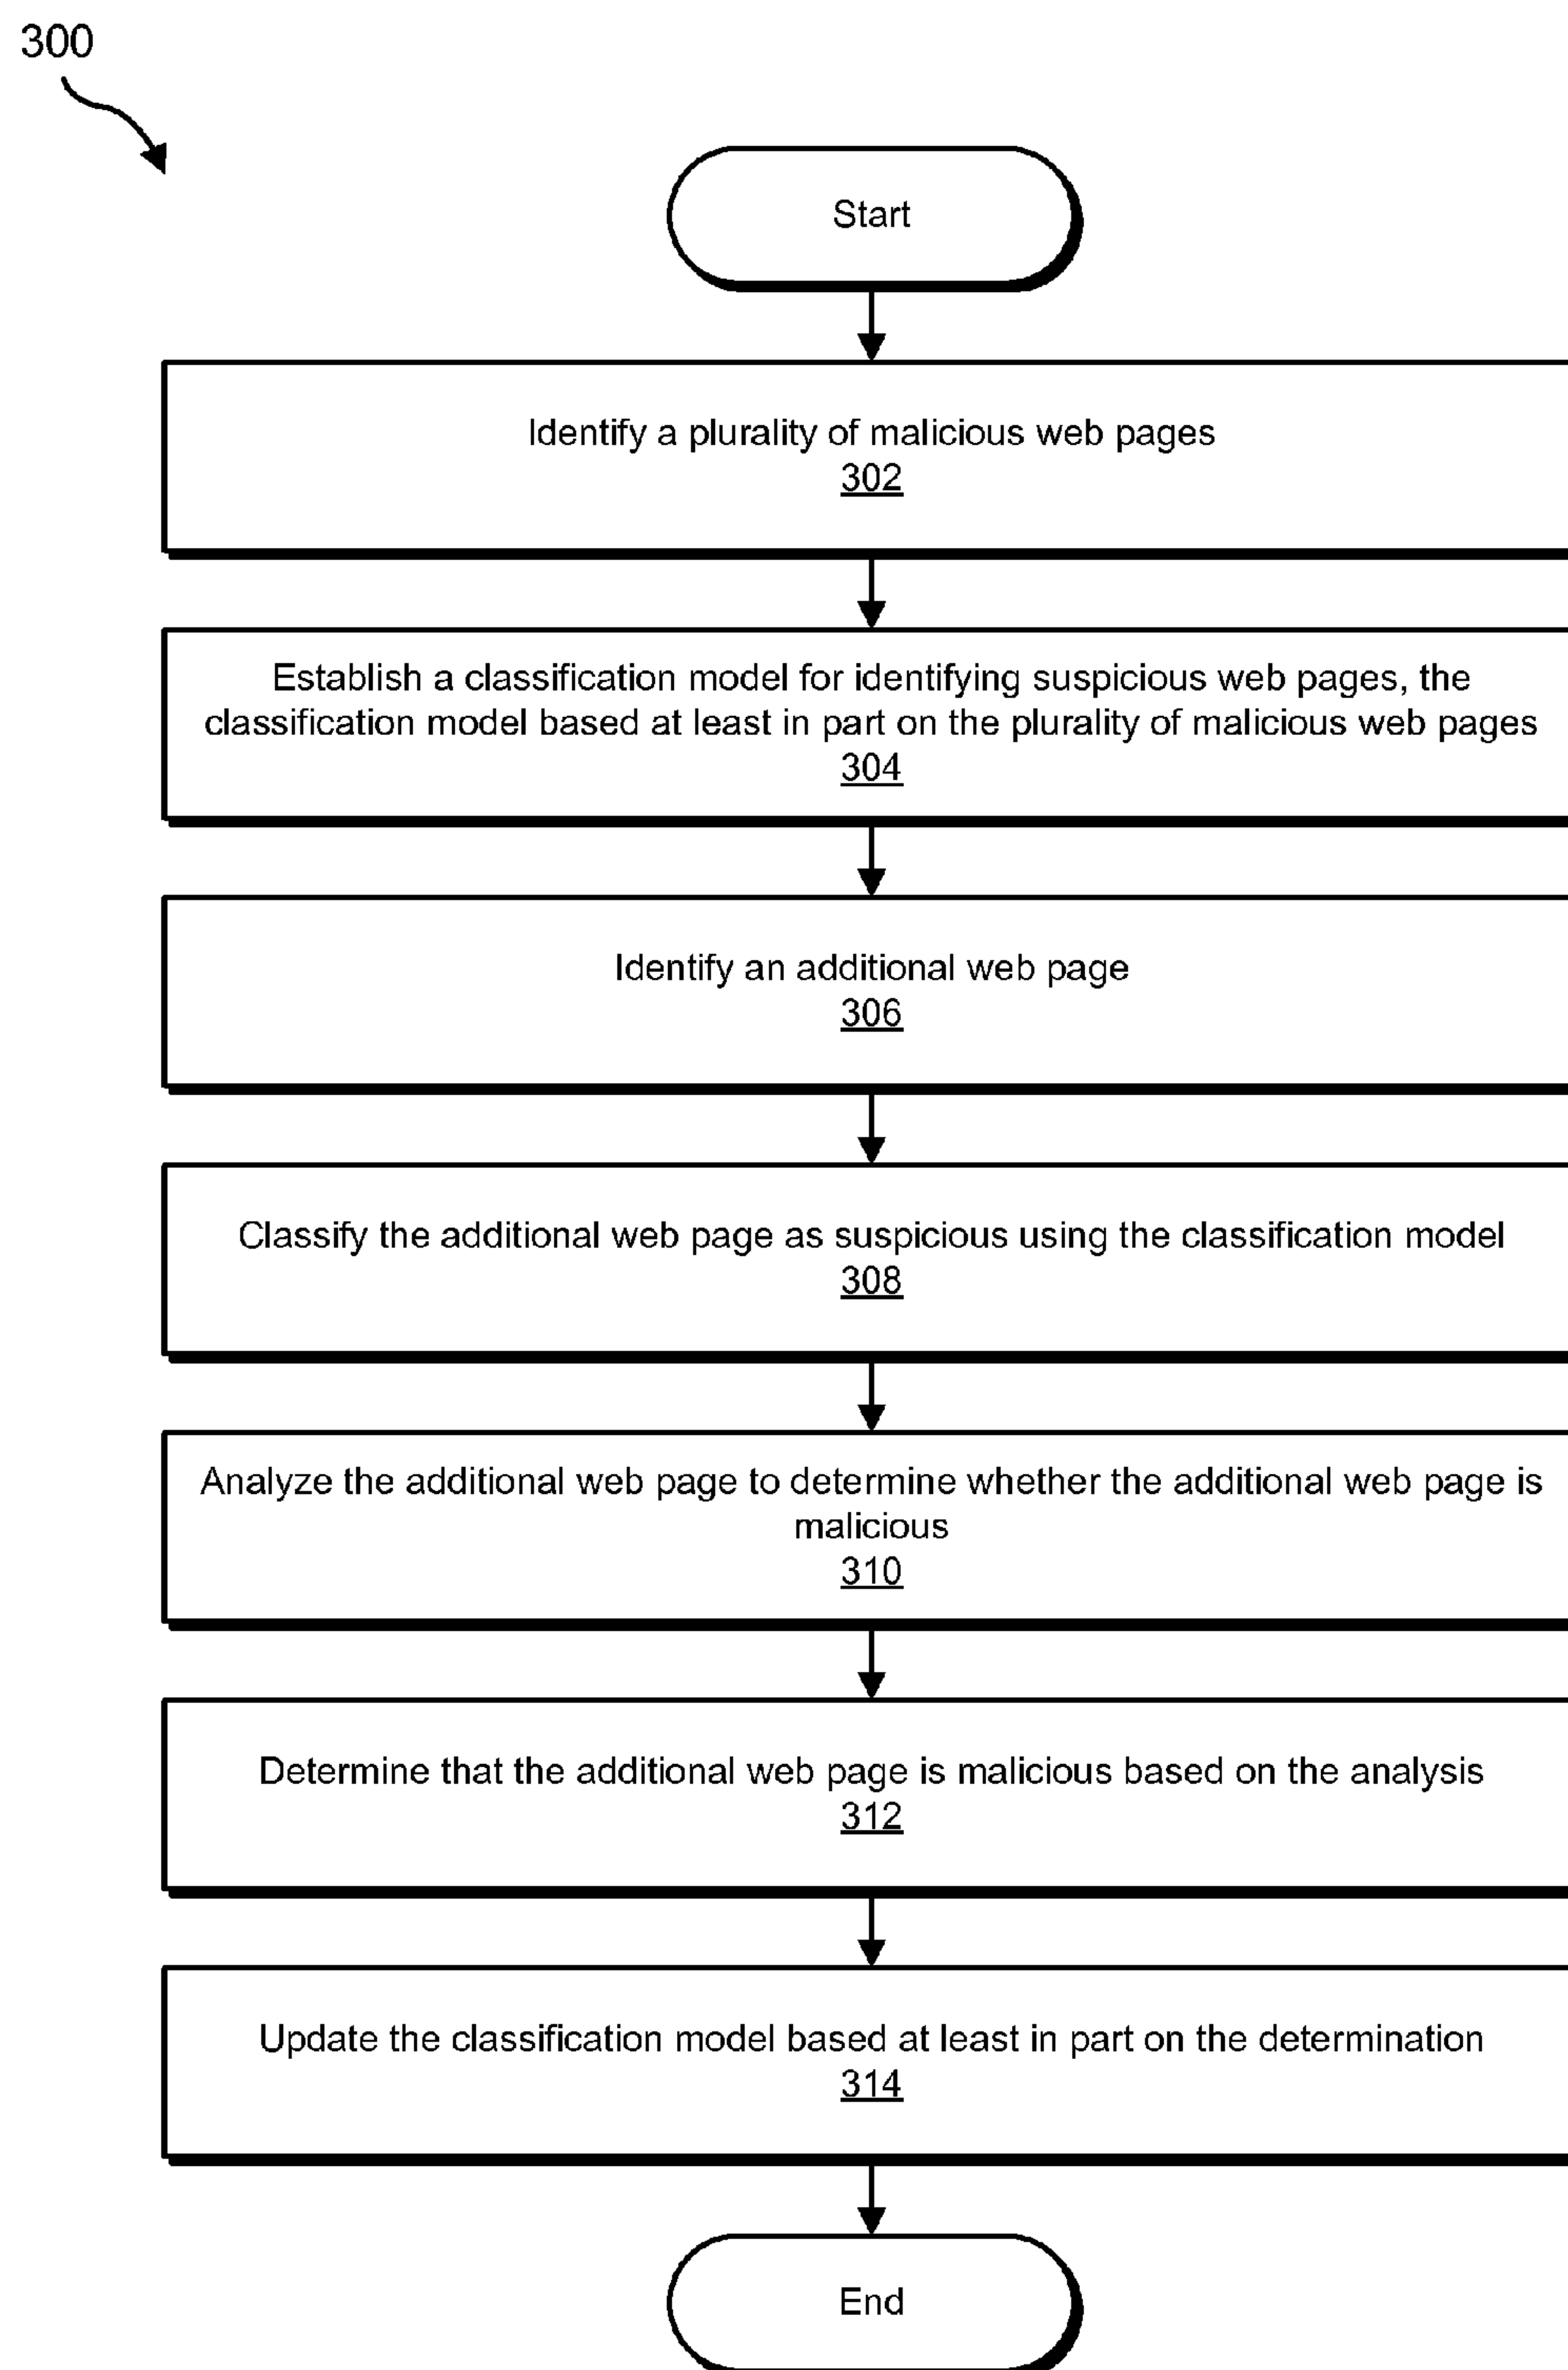 300
Start
Identify a plurality of malicious web pages
302
Establish a classification model for identifying suspicious web pages, the
classification model based at least in part on the plurality of malicious web pages
304
Identify an additional web page
306
Classify the additional web page as suspicious using the classification model
308
Analyze the additional web page to determine whether the additional web page is
malicious
310
Determine that the additional web page is malicious based on the analysis
312
Update the classification model based at least in part on the determination
314
End